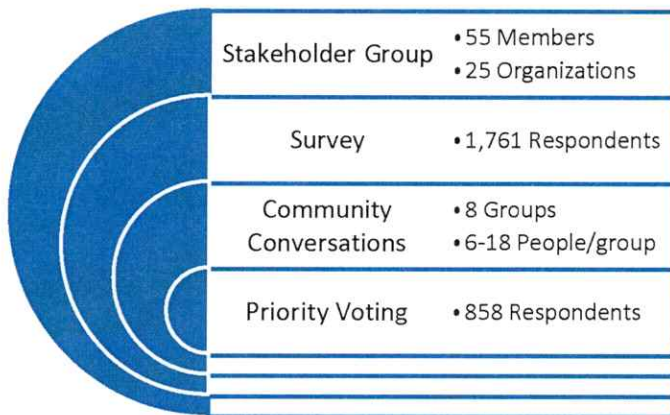 Stakeholder Group
• 55 Members
• 25 Organizations
Survey
• 1,761 Respondents
Community
Conversations
• 8 Groups
• 6-18 People/group
Priority Voting
• 858 Respondents